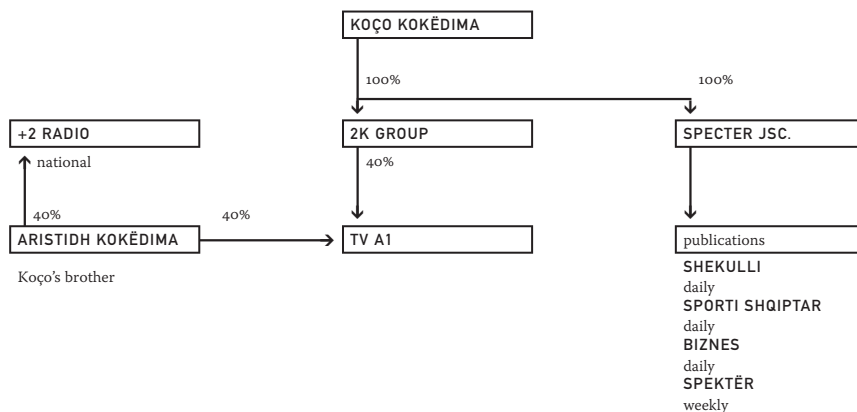 KOÇO KOKËDIMA
100%
100%
+2 RADIO
2K GROUP
SPECTER JSC.
national
40%
40%
40%
ARISTIDH KOKËDIMA
TV A1
publications
Koço's brother
SHEKULLI
daily
SPORTI SHQIPTAR
daily
BIZNES
daily
SPEKTËR
weekly